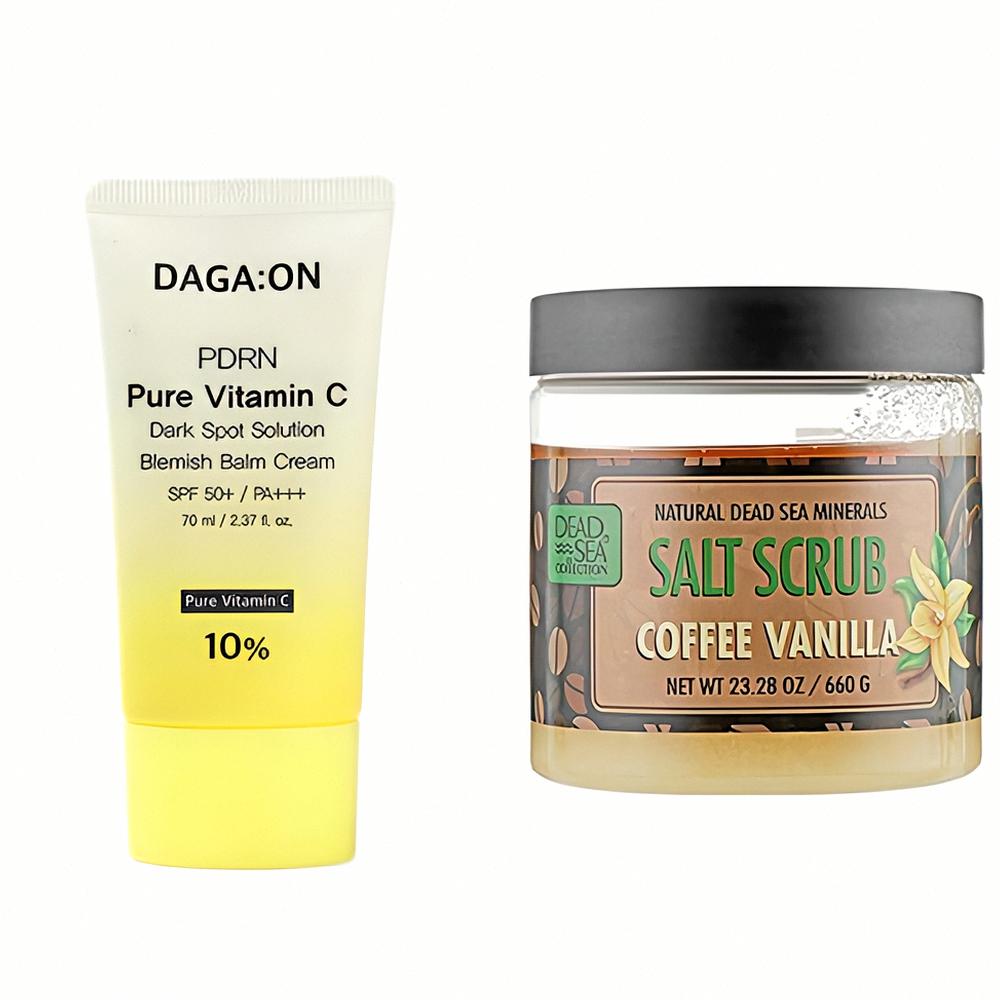 DAGA:ON
PDRN
Pure Vitamin C
Dark Spot Solution
Blemish Balm Cream
SPF 50+ / PA+++
70 ml / 2.37 fl. oz.
Pure Vitamin C
10%
NATURAL DEAD SEA MINERALS
DEAD
SEA
COLLECTION
SALT SCRUB
COFFEE VANILLA
NET WT 23.28 OZ / 660 G